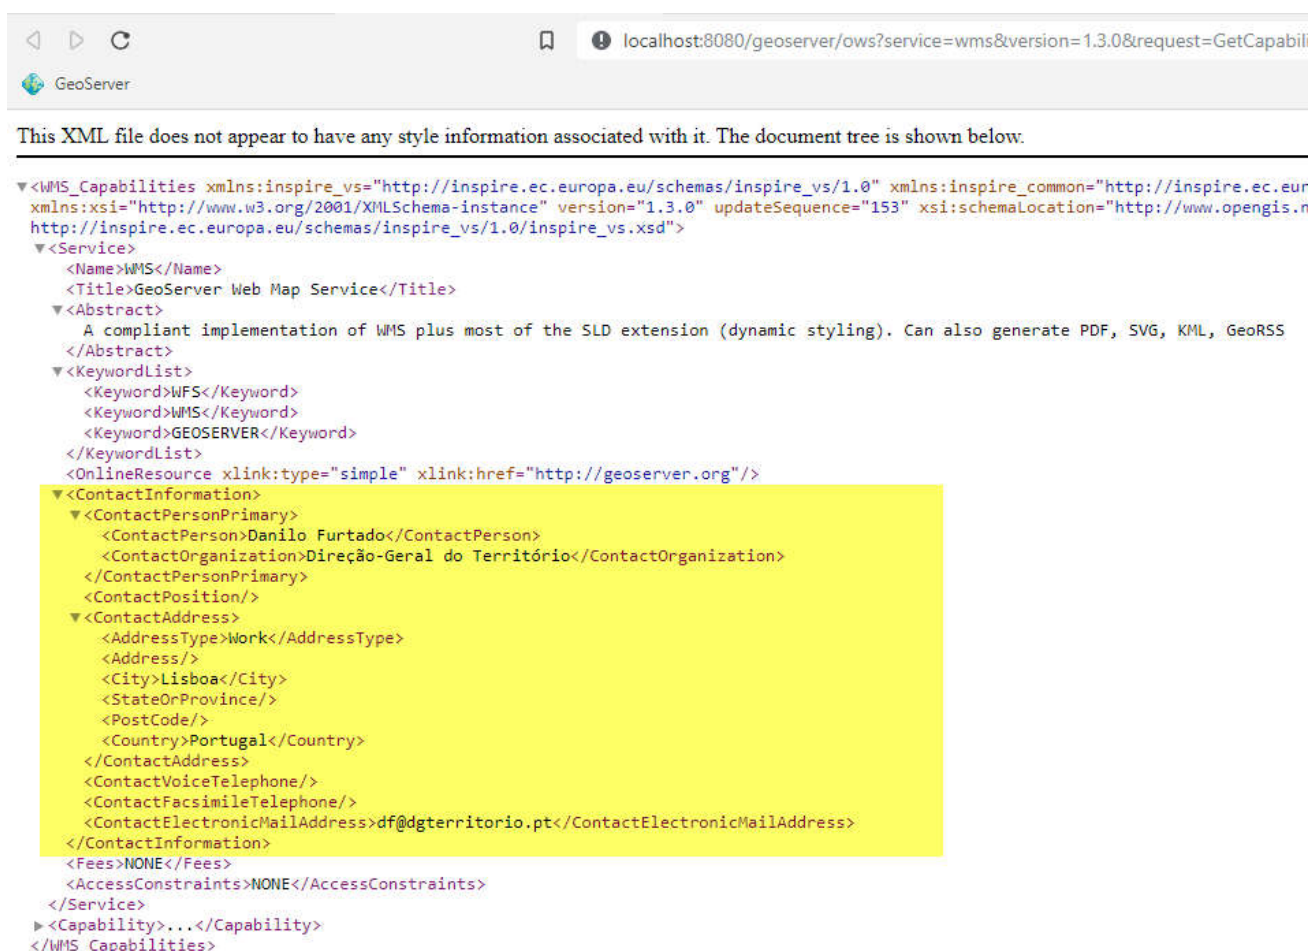 localhost:8080/geoserver/ows?service=wms&version=1.3.0&request=GetCapabili
GeoServer
This XML file does not appear to have any style information associated with it. The document tree is shown below.
▼<WMS_Capabilities xmlns:inspire_vs="http://inspire.ec.europa.eu/schemas/inspire_vs/1.0" xmlns:inspire_common="http://inspire.ec.eur
xmlns:xsi="http://www.w3.org/2001/XMLSchema-instance" version="1.3.0" updateSequence="153" xsi:schemaLocation="http://www.opengis.n
http://inspire.ec.europa.eu/schemas/inspire_vs/1.0/inspire_vs.xsd">
▼<Service>
<Name>WMS</Name>
<Title>GeoServer Web Map Service</Title>
▼<Abstract>
A compliant implementation of WMS plus most of the SLD extension (dynamic styling). Can also generate PDF, SVG, KML, GeoRSS
</Abstract>
▼<KeywordList>
<Keyword>WFS</Keyword>
<Keyword>WMS</Keyword>
<Keyword>GEOSERVER</Keyword>
</KeywordList>
<OnlineResource xlink:type="simple" xlink:href="http://geoserver.org"/>
▼<ContactInformation>
▼<ContactPersonPrimary>
<ContactPerson>Danilo Furtado</ContactPerson>
<ContactOrganization>Direção-Geral do Território</ContactOrganization>
</ContactPersonPrimary>
<ContactPosition/>
▼<ContactAddress>
<AddressType>Work</AddressType>
<Address/>
<City>Lisboa</City>
<StateOrProvince/>
<PostCode/>
<Country>Portugal</Country>
</ContactAddress>
<ContactVoiceTelephone/>
<ContactFacsimileTelephone/>
<ContactElectronicMailAddress>df@dgterritorio.pt</ContactElectronicMailAddress>
</ContactInformation>
<Fees>NONE</Fees>
<AccessConstraints>NONE</AccessConstraints>
</Service>
▶<Capability>...</Capability>
</WMS_Capabilities>